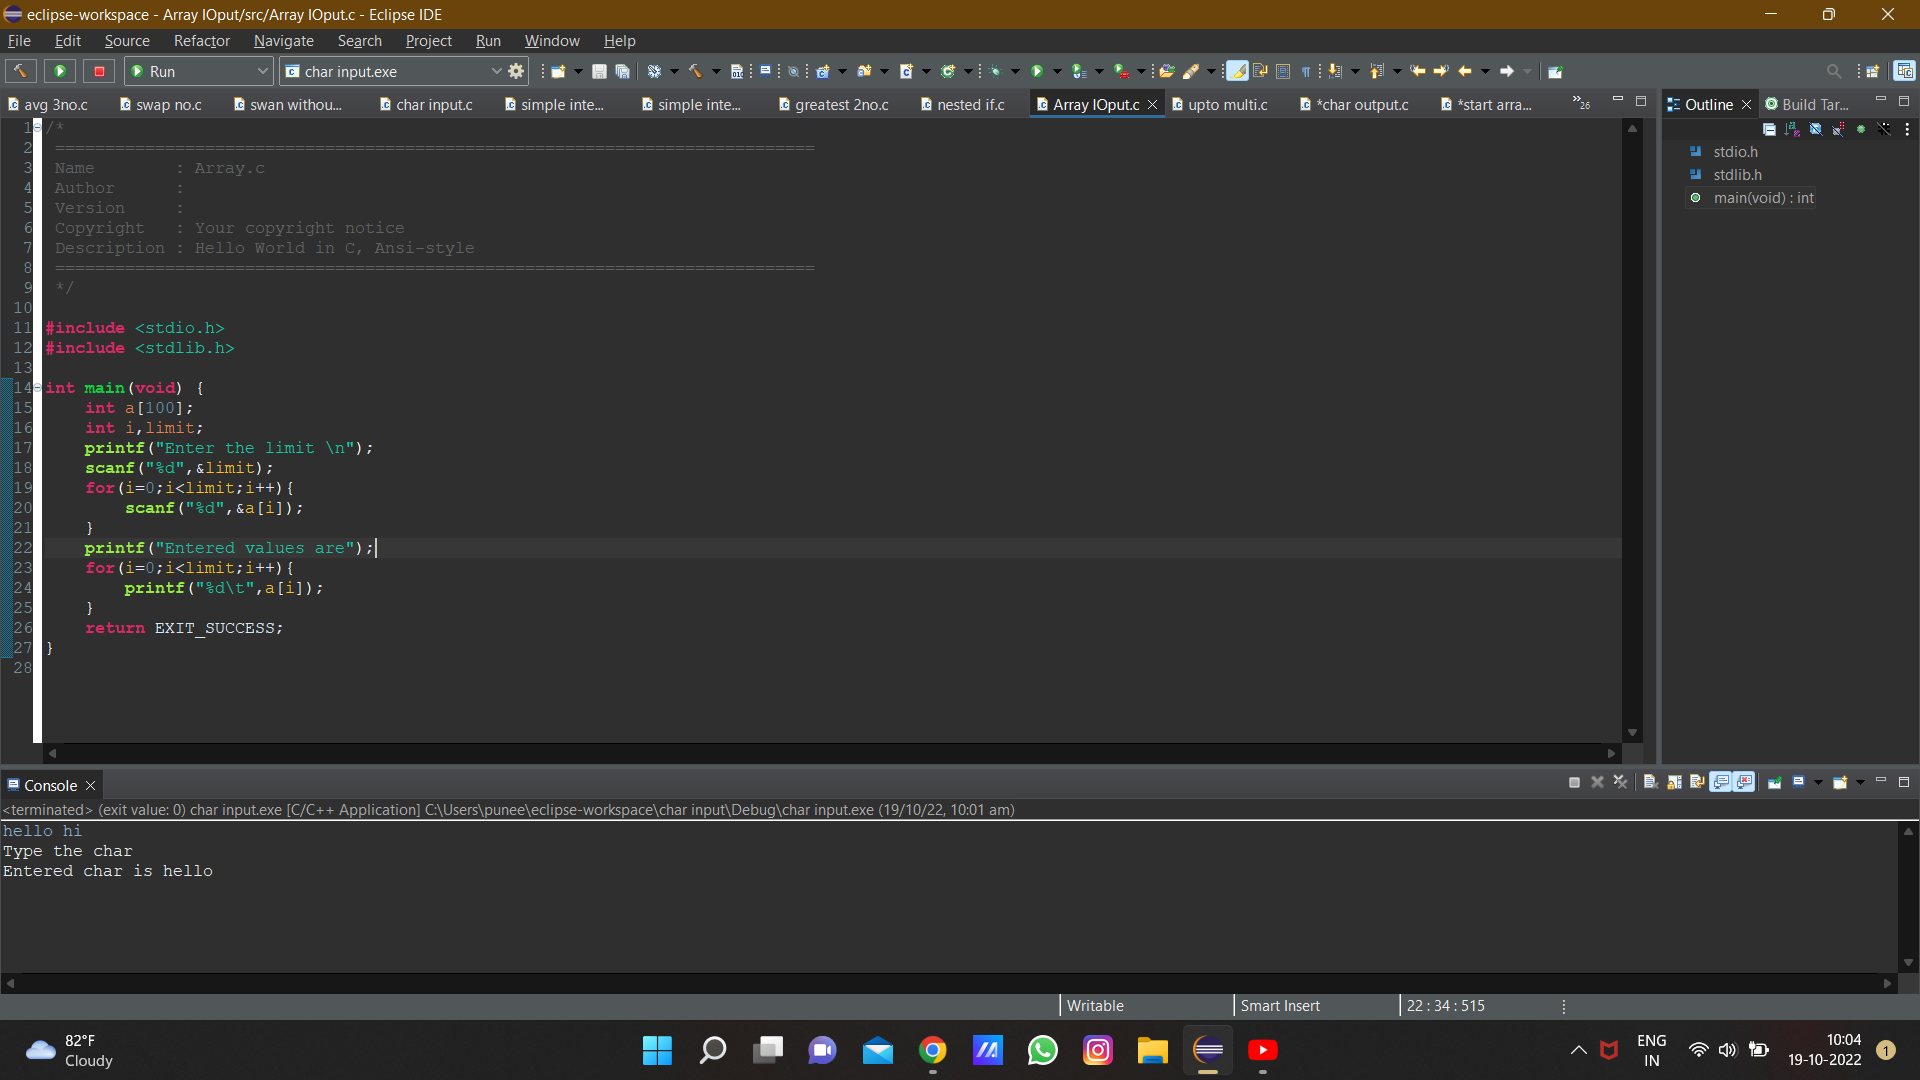 eclipse-workspace - Array IOput/src/Array IOput.c - Eclipse IDE
File Edit Source Refactor Navigate Search Project Run Window Help
Run char input.exe
avg 3no.c swap no.c swan withou... char input.c simple inte... simple inte... greatest 2no.c nested if.c Array IOput.c upto multi.c *char output.c *start arra... »26
Outline Build Tar...
stdio.h
stdlib.h
main(void) : int
1 /*
2 ============================================================================
3 Name : Array.c
4 Author :
5 Version :
6 Copyright : Your copyright notice
7 Description : Hello World in C, Ansi-style
8 ============================================================================
9 */
10
11 #include <stdio.h>
12 #include <stdlib.h>
13
14 int main(void) {
15 int a[100];
16 int i,limit;
17 printf("Enter the limit \n");
18 scanf("%d",&limit);
19 for(i=0;i<limit;i++){
20 scanf("%d",&a[i]);
21 }
22 printf("Entered values are");
23 for(i=0;i<limit;i++){
24 printf("%d\t",a[i]);
25 }
26 return EXIT_SUCCESS;
27 }
28
Console
<terminated> (exit value: 0) char input.exe [C/C++ Application] C:\Users\punee\eclipse-workspace\char input\Debug\char input.exe (19/10/22, 10:01 am)
hello hi
Type the char
Entered char is hello
Writable Smart Insert 22 : 34 : 515
82°F
Cloudy
ENG
IN
10:04
19-10-2022
1